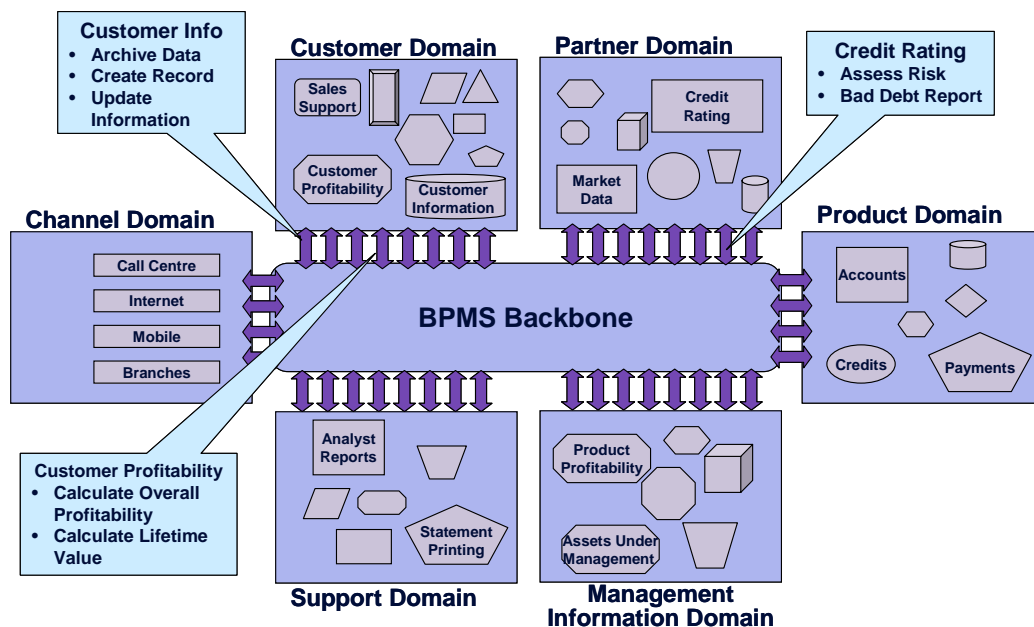 Customer Info
• Archive Data
• Create Record
• Update
Information
Customer Domain
Sales
Support
Customer
Profitability
Customer
Information
Partner Domain
Credit
Rating
Market
Data
Credit Rating
• Assess Risk
• Bad Debt Report
Channel Domain
Call Centre
Internet
Mobile
Branches
BPMS Backbone
Product Domain
Accounts
Credits
Payments
Customer Profitability
• Calculate Overall
Profitability
• Calculate Lifetime
Value
Analyst
Reports
Statement
Printing
Support Domain
Product
Profitability
Assets Under
Management
Management
Information Domain